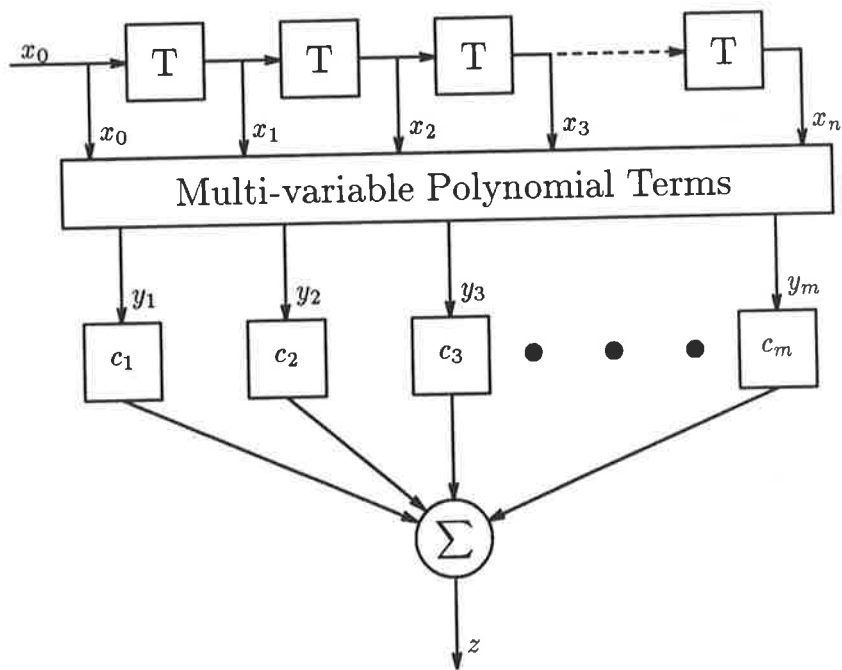 x₀ T T T T
x₀ x₁ x₂ x₃ xₙ
Multi-variable Polynomial Terms
y₁ y₂ y₃ yₘ
c₁ c₂ c₃ cₘ
Σ
z